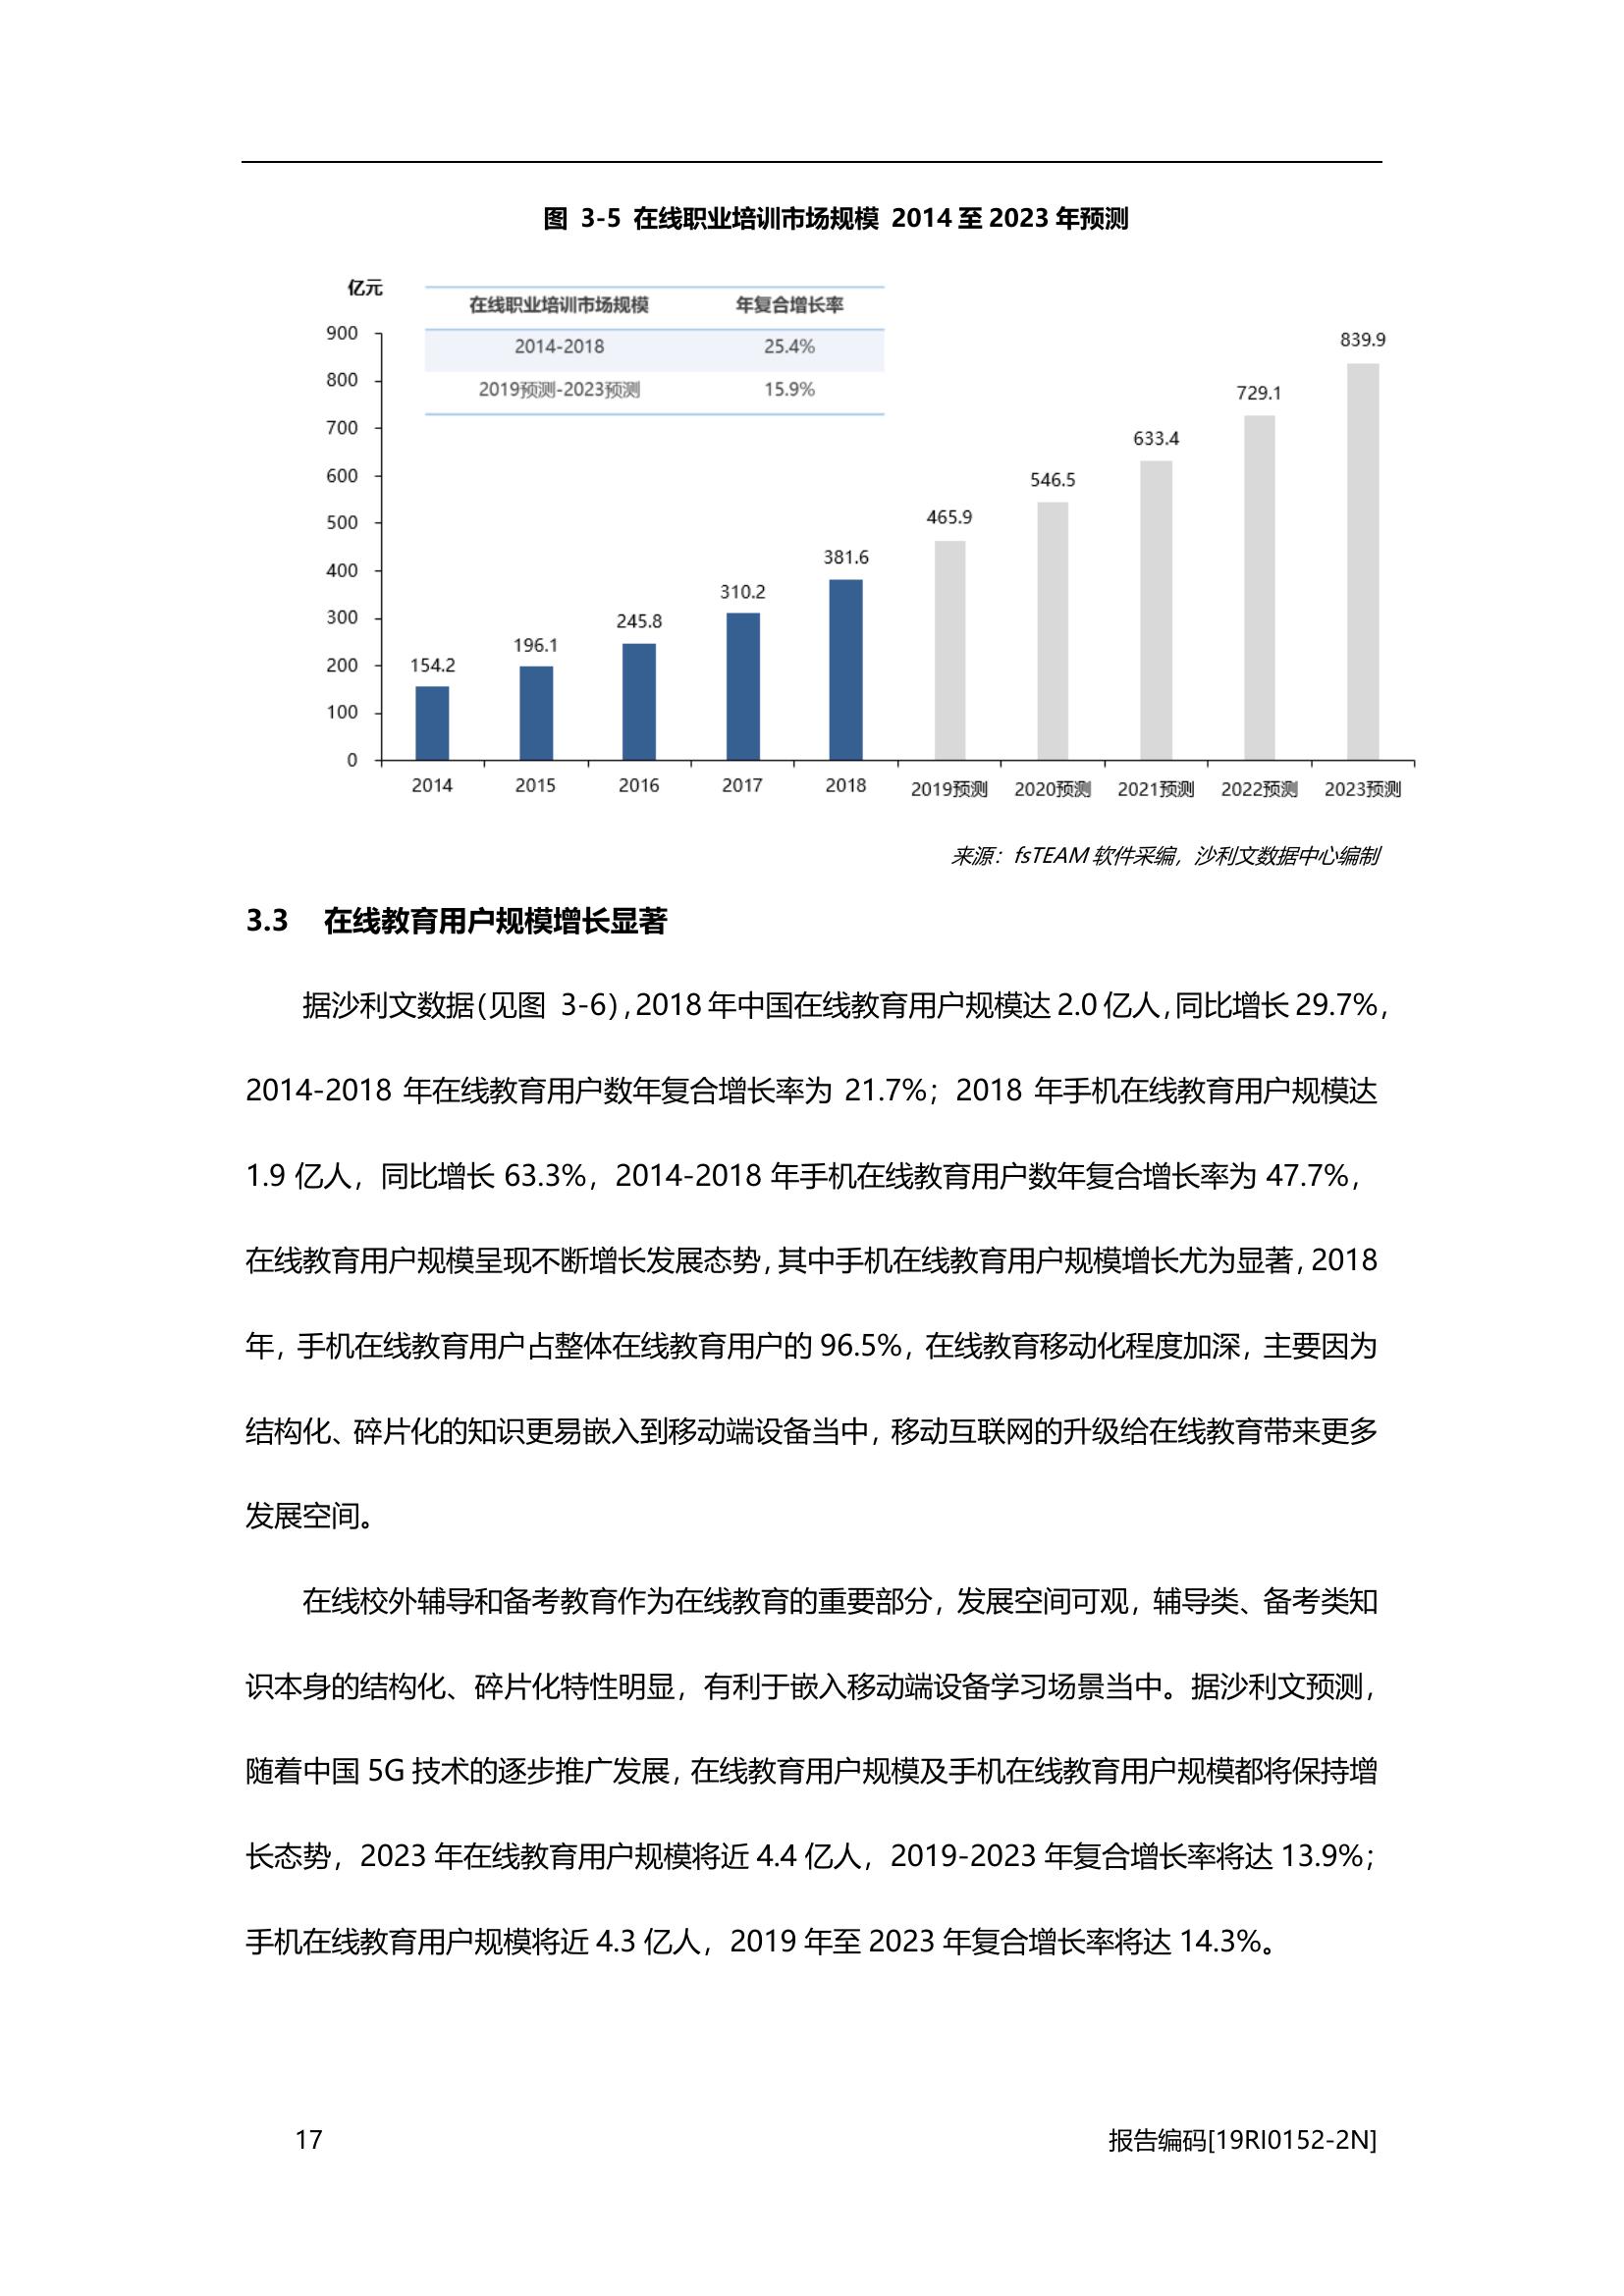 图 3-5 在线职业培训市场规模 2014 至 2023 年预测
亿元
在线职业培训市场规模 年复合增长率
2014-2018 25.4%
2019预测-2023预测 15.9%
900
800
700
600
500
400
300
200
100
0
154.2
196.1
245.8
310.2
381.6
465.9
546.5
633.4
729.1
839.9
2014 2015 2016 2017 2018 2019预测 2020预测 2021预测 2022预测 2023预测
来源：fsTEAM 软件采编，沙利文数据中心编制
3.3 在线教育用户规模增长显著
据沙利文数据（见图 3-6），2018 年中国在线教育用户规模达 2.0 亿人，同比增长 29.7%，
2014-2018 年在线教育用户数年复合增长率为 21.7%；2018 年手机在线教育用户规模达
1.9 亿人，同比增长 63.3%，2014-2018 年手机在线教育用户数年复合增长率为 47.7%，
在线教育用户规模呈现不断增长发展态势，其中手机在线教育用户规模增长尤为显著，2018
年，手机在线教育用户占整体在线教育用户的 96.5%，在线教育移动化程度加深，主要因为
结构化、碎片化的知识更易嵌入到移动端设备当中，移动互联网的升级给在线教育带来更多
发展空间。
在线校外辅导和备考教育作为在线教育的重要部分，发展空间可观，辅导类、备考类知
识本身的结构化、碎片化特性明显，有利于嵌入移动端设备学习场景当中。据沙利文预测，
随着中国 5G 技术的逐步推广发展，在线教育用户规模及手机在线教育用户规模都将保持增
长态势，2023 年在线教育用户规模将近 4.4 亿人，2019-2023 年复合增长率将达 13.9%；
手机在线教育用户规模将近 4.3 亿人，2019 年至 2023 年复合增长率将达 14.3%。
17 报告编码[19RI0152-2N]